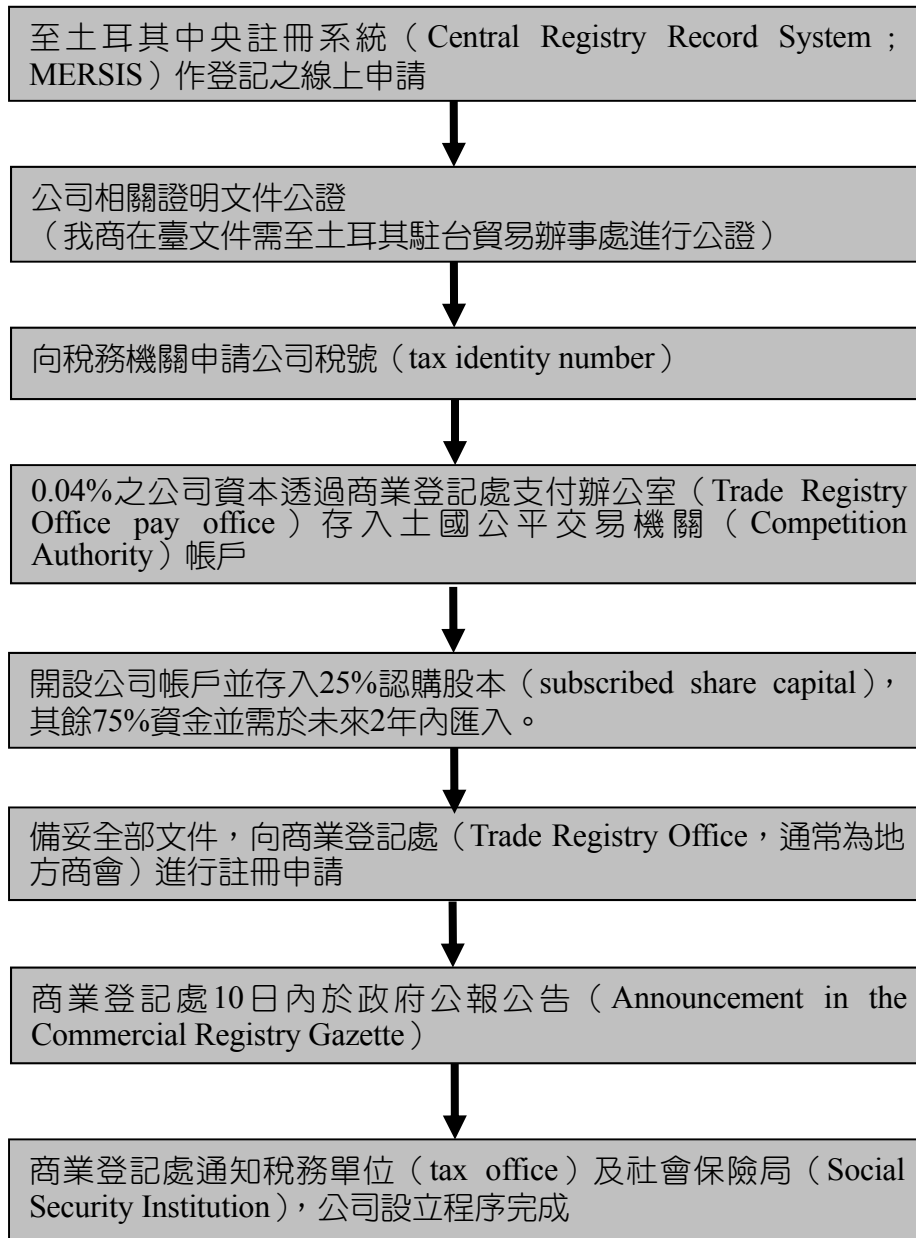 至土耳其中央註冊系統（Central Registry Record System；
MERSIS）作登記之線上申請
公司相關證明文件公證
（我商在臺文件需至土耳其駐台貿易辦事處進行公證）
向稅務機關申請公司稅號（tax identity number）
0.04%之公司資本透過商業登記處支付辦公室（Trade Registry
Office pay office）存入土國公平交易機關（Competition
Authority）帳戶
開設公司帳戶並存入25%認購股本（subscribed share capital），
其餘75%資金並需於未來2年內匯入。
備妥全部文件，向商業登記處（Trade Registry Office，通常為地
方商會）進行註冊申請
商業登記處10日內於政府公報公告（Announcement in the
Commercial Registry Gazette）
商業登記處通知稅務單位（tax office）及社會保險局（Social
Security Institution），公司設立程序完成